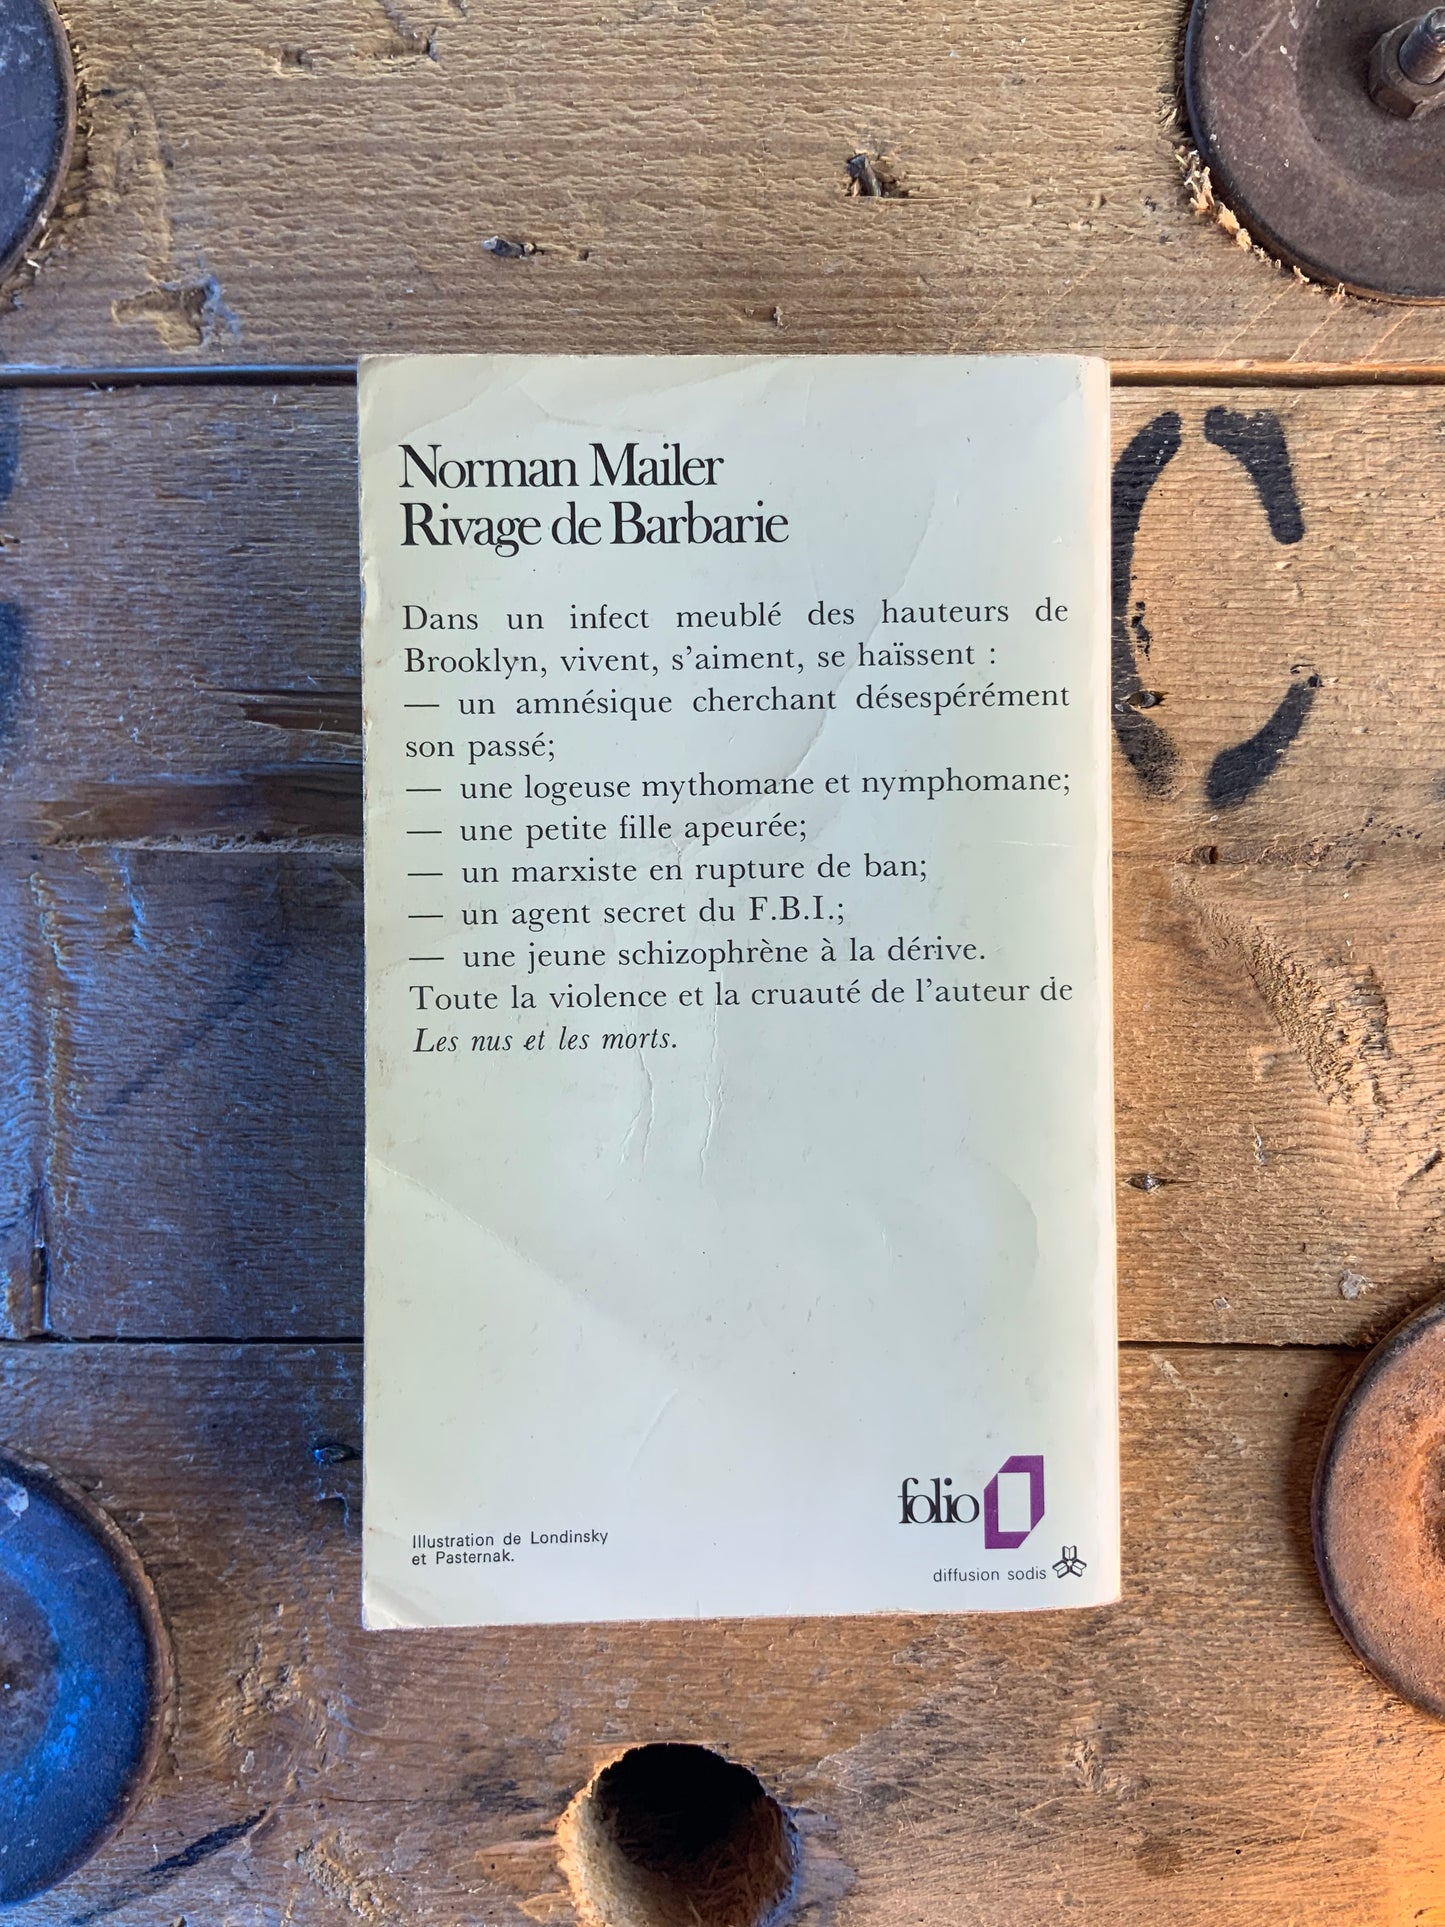 Norman Mailer
Rivage de Barbarie
Dans un infect meublé des hauteurs de
Brooklyn, vivent, s'aiment, se haïssent :
— un amnésique cherchant désespérément
son passé;
— une logeuse mythomane et nymphomane;
— une petite fille apeurée;
— un marxiste en rupture de ban;
— un agent secret du F.B.I.;
— une jeune schizophrène à la dérive.
Toute la violence et la cruauté de l'auteur de
Les nus et les morts.
folio
Illustration de Londinsky
et Pasternak.
diffusion sodis